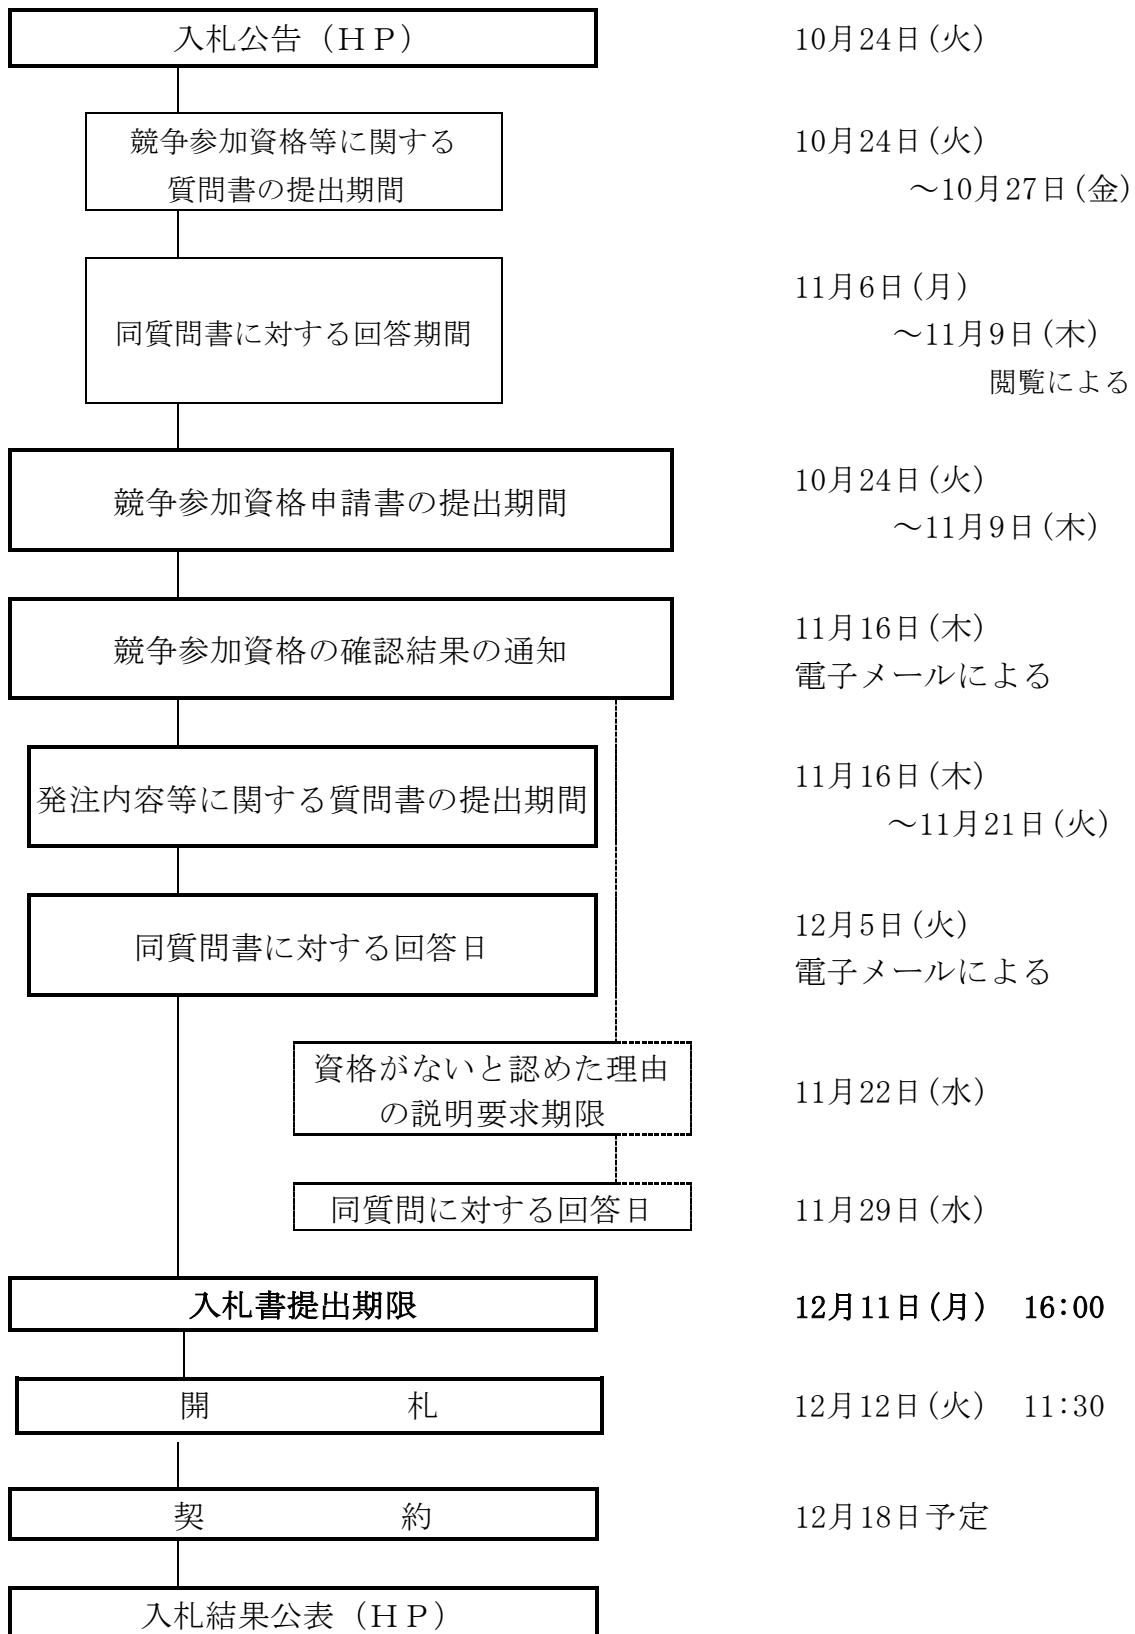 入札公告（ＨＰ）　10月24日(火)
競争参加資格等に関する　10月24日(火)
質問書の提出期間　～10月27日(金)
11月6日(月)
同質問書に対する回答期間　～11月9日(木)
閲覧による
競争参加資格申請書の提出期間　10月24日(火)
～11月9日(木)
競争参加資格の確認結果の通知　11月16日(木)
電子メールによる
発注内容等に関する質問書の提出期間　11月16日(木)
～11月21日(火)
同質問書に対する回答日　12月5日(火)
電子メールによる
資格がないと認めた理由
の説明要求期限　11月22日(水)
同質問に対する回答日　11月29日(水)
入札書提出期限　12月11日(月)　16:00
開　札　12月12日(火)　11:30
契　約　12月18日予定
入札結果公表（ＨＰ）